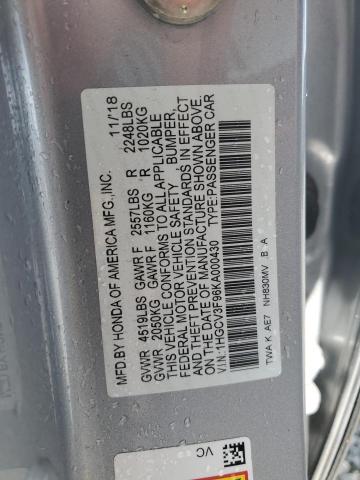 MFD BY HONDA OF AMERICA MFG., INC. 11/18
GVWR 4519LBS GAWR F 2557LBS R 2248LBS
GVWR 2050KG GAWR F 1160KG R 1020KG
THIS VEHICLE CONFORMS TO ALL APPLICABLE
FEDERAL MOTOR VEHICLE SAFETY BUMPER,
AND THEFT PREVENTION STANDARDS IN EFFECT
ON THE DATE OF MANUFACTURE SHOWN ABOVE.
V.I.N.: 1HGCV3F96KA000430 TYPE:PASSENGER CAR
TWA K AE7 NH830MV B A
VC